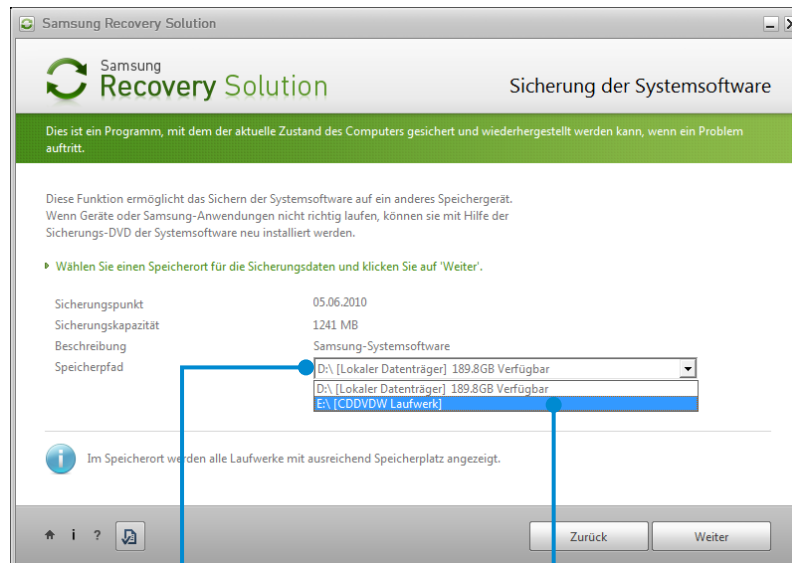 Samsung Recovery Solution
Samsung
Recovery Solution
Sicherung der Systemsoftware
Dies ist ein Programm, mit dem der aktuelle Zustand des Computers gesichert und wiederhergestellt werden kann, wenn ein Problem
auftritt.
Diese Funktion ermöglicht das Sichern der Systemsoftware auf ein anderes Speichergerät.
Wenn Geräte oder Samsung-Anwendungen nicht richtig laufen, können sie mit Hilfe der
Sicherungs-DVD der Systemsoftware neu installiert werden.
Wählen Sie einen Speicherort für die Sicherungsdaten und klicken Sie auf 'Weiter'.
Sicherungspunkt 05.06.2010
Sicherungskapazität 1241 MB
Beschreibung Samsung-Systemsoftware
Speicherpfad D:\ [Lokaler Datenträger] 189.8GB Verfügbar
D:\ [Lokaler Datenträger] 189.8GB Verfügbar
E:\ [CDDVDW Laufwerk]
Im Speicherort werden alle Laufwerke mit ausreichend Speicherplatz angezeigt.
i ? Zurück Weiter